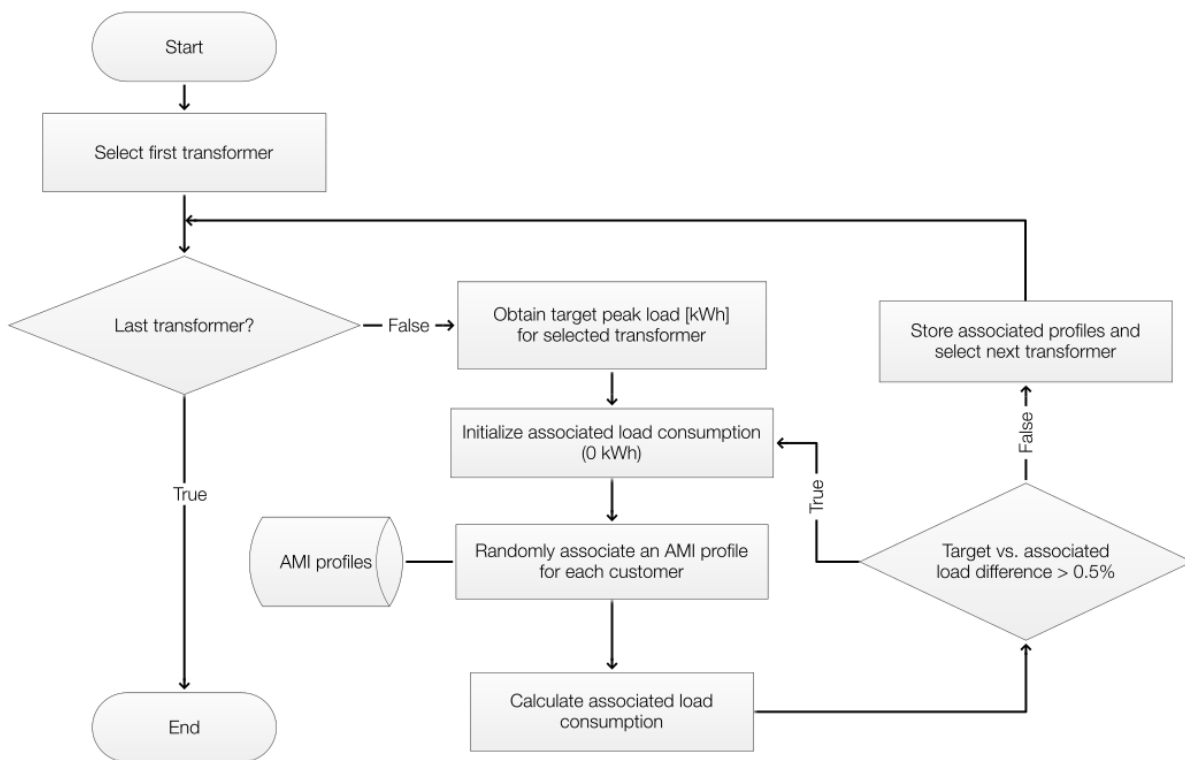 Start
Select first transformer
Last transformer?
False
Obtain target peak load [kWh]
for selected transformer
Store associated profiles and
select next transformer
Initialize associated load consumption
(0 kWh)
False
True
True
AMI profiles
Randomly associate an AMI profile
for each customer
Target vs. associated
load difference > 0.5%
Calculate associated load
consumption
End